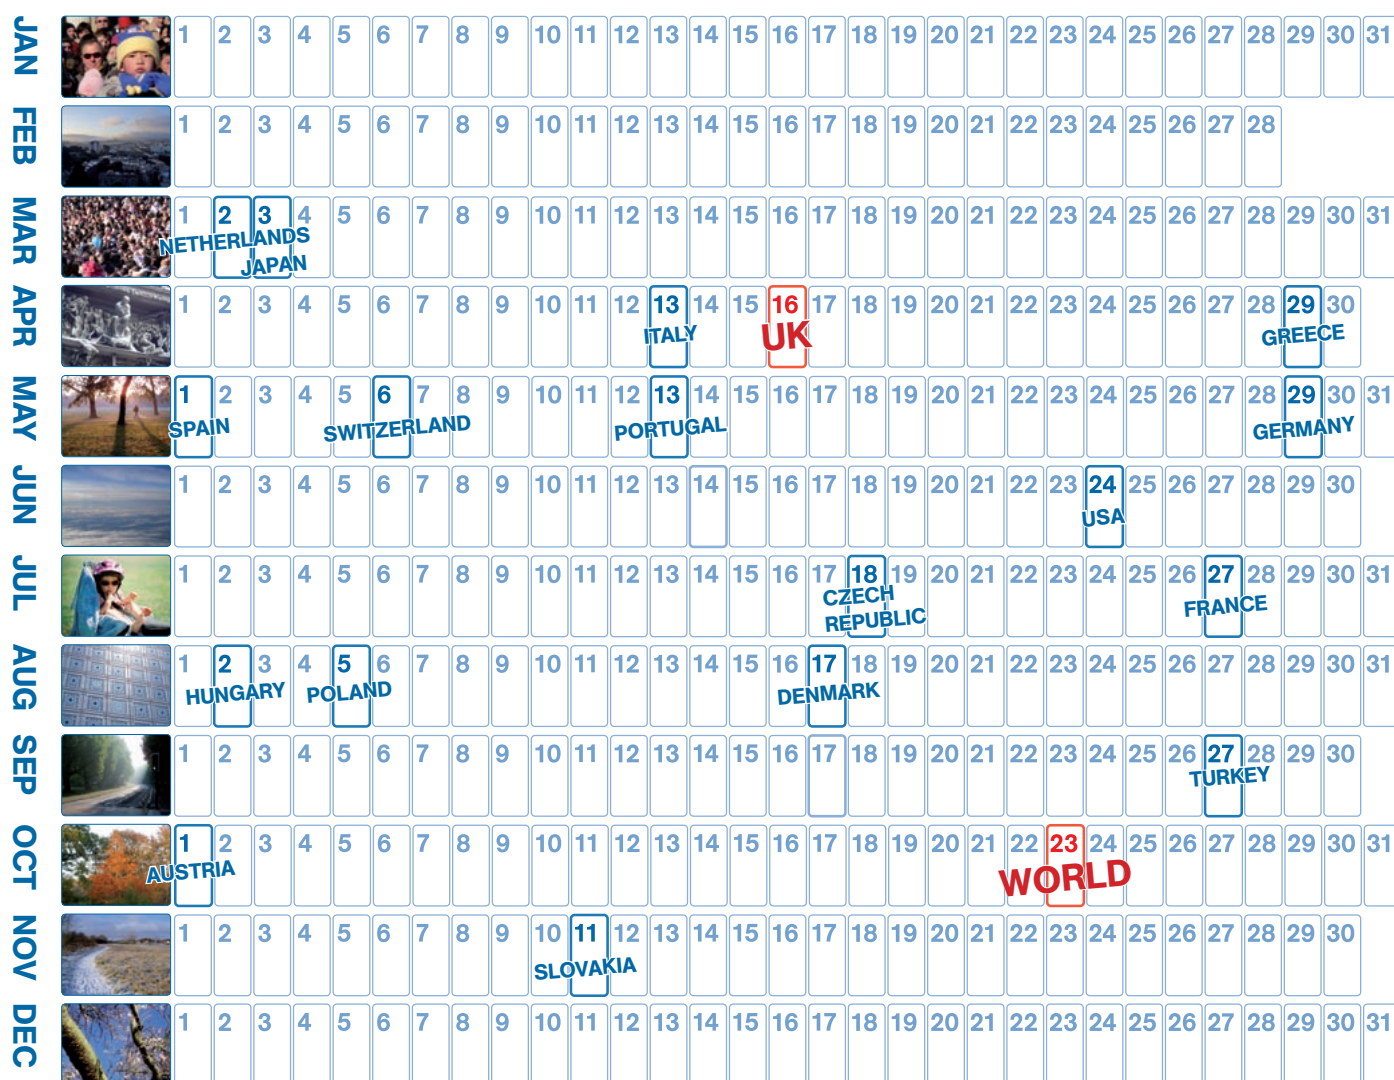 JAN 1 2 3 4 5 6 7 8 9 10 11 12 13 14 15 16 17 18 19 20 21 22 23 24 25 26 27 28 29 30 31
FEB 1 2 3 4 5 6 7 8 9 10 11 12 13 14 15 16 17 18 19 20 21 22 23 24 25 26 27 28
MAR 1 2 3 4 5 6 7 8 9 10 11 12 13 14 15 16 17 18 19 20 21 22 23 24 25 26 27 28 29 30 31
NETHERLANDS
JAPAN
APR 1 2 3 4 5 6 7 8 9 10 11 12 13 14 15 16 17 18 19 20 21 22 23 24 25 26 27 28 29 30
ITALY UK GREECE
MAY 1 2 3 4 5 6 7 8 9 10 11 12 13 14 15 16 17 18 19 20 21 22 23 24 25 26 27 28 29 30 31
SPAIN SWITZERLAND PORTUGAL GERMANY
JUN 1 2 3 4 5 6 7 8 9 10 11 12 13 14 15 16 17 18 19 20 21 22 23 24 25 26 27 28 29 30
USA
JUL 1 2 3 4 5 6 7 8 9 10 11 12 13 14 15 16 17 18 19 20 21 22 23 24 25 26 27 28 29 30 31
CZECH FRANCE
REPUBLIC
AUG 1 2 3 4 5 6 7 8 9 10 11 12 13 14 15 16 17 18 19 20 21 22 23 24 25 26 27 28 29 30 31
HUNGARY POLAND DENMARK
SEP 1 2 3 4 5 6 7 8 9 10 11 12 13 14 15 16 17 18 19 20 21 22 23 24 25 26 27 28 29 30
TURKEY
OCT 1 2 3 4 5 6 7 8 9 10 11 12 13 14 15 16 17 18 19 20 21 22 23 24 25 26 27 28 29 30 31
AUSTRIA WORLD
NOV 1 2 3 4 5 6 7 8 9 10 11 12 13 14 15 16 17 18 19 20 21 22 23 24 25 26 27 28 29 30
SLOVAKIA
DEC 1 2 3 4 5 6 7 8 9 10 11 12 13 14 15 16 17 18 19 20 21 22 23 24 25 26 27 28 29 30 31